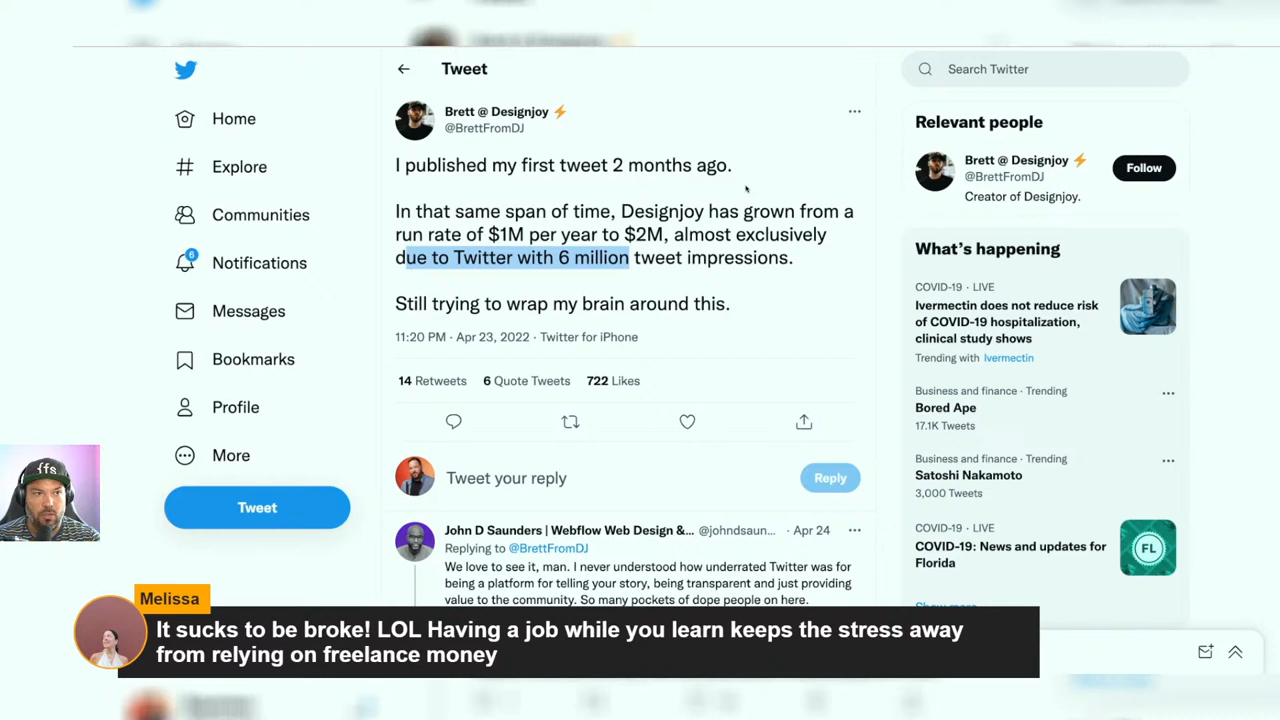 Tweet
Search Twitter
Home
Explore
Communities
6
Notifications
Messages
Bookmarks
Profile
More
Tweet
Brett @ Designjoy ⚡
@BrettFromDJ
I published my first tweet 2 months ago.
In that same span of time, Designjoy has grown from a
run rate of $1M per year to $2M, almost exclusively
due to Twitter with 6 million tweet impressions.
Still trying to wrap my brain around this.
11:20 PM · Apr 23, 2022 · Twitter for iPhone
14 Retweets 6 Quote Tweets 722 Likes
Tweet your reply
Reply
John D Saunders | Webflow Web Design &... @johndsaun... · Apr 24
Replying to @BrettFromDJ
We love to see it, man. I never understood how underrated Twitter was for
being a platform for telling your story, being transparent and just providing
value to the community. So many pockets of dope people on here.
Relevant people
Brett @ Designjoy ⚡
@BrettFromDJ
Follow
Creator of Designjoy.
What's happening
COVID-19 · LIVE
Ivermectin does not reduce risk
of COVID-19 hospitalization,
clinical study shows
Trending with Ivermectin
Business and finance · Trending
Bored Ape
17.1K Tweets
Business and finance · Trending
Satoshi Nakamoto
3,000 Tweets
COVID-19 · LIVE
COVID-19: News and updates for
Florida
FL
Show more
{ffs
Melissa
It sucks to be broke! LOL Having a job while you learn keeps the stress away
from relying on freelance money